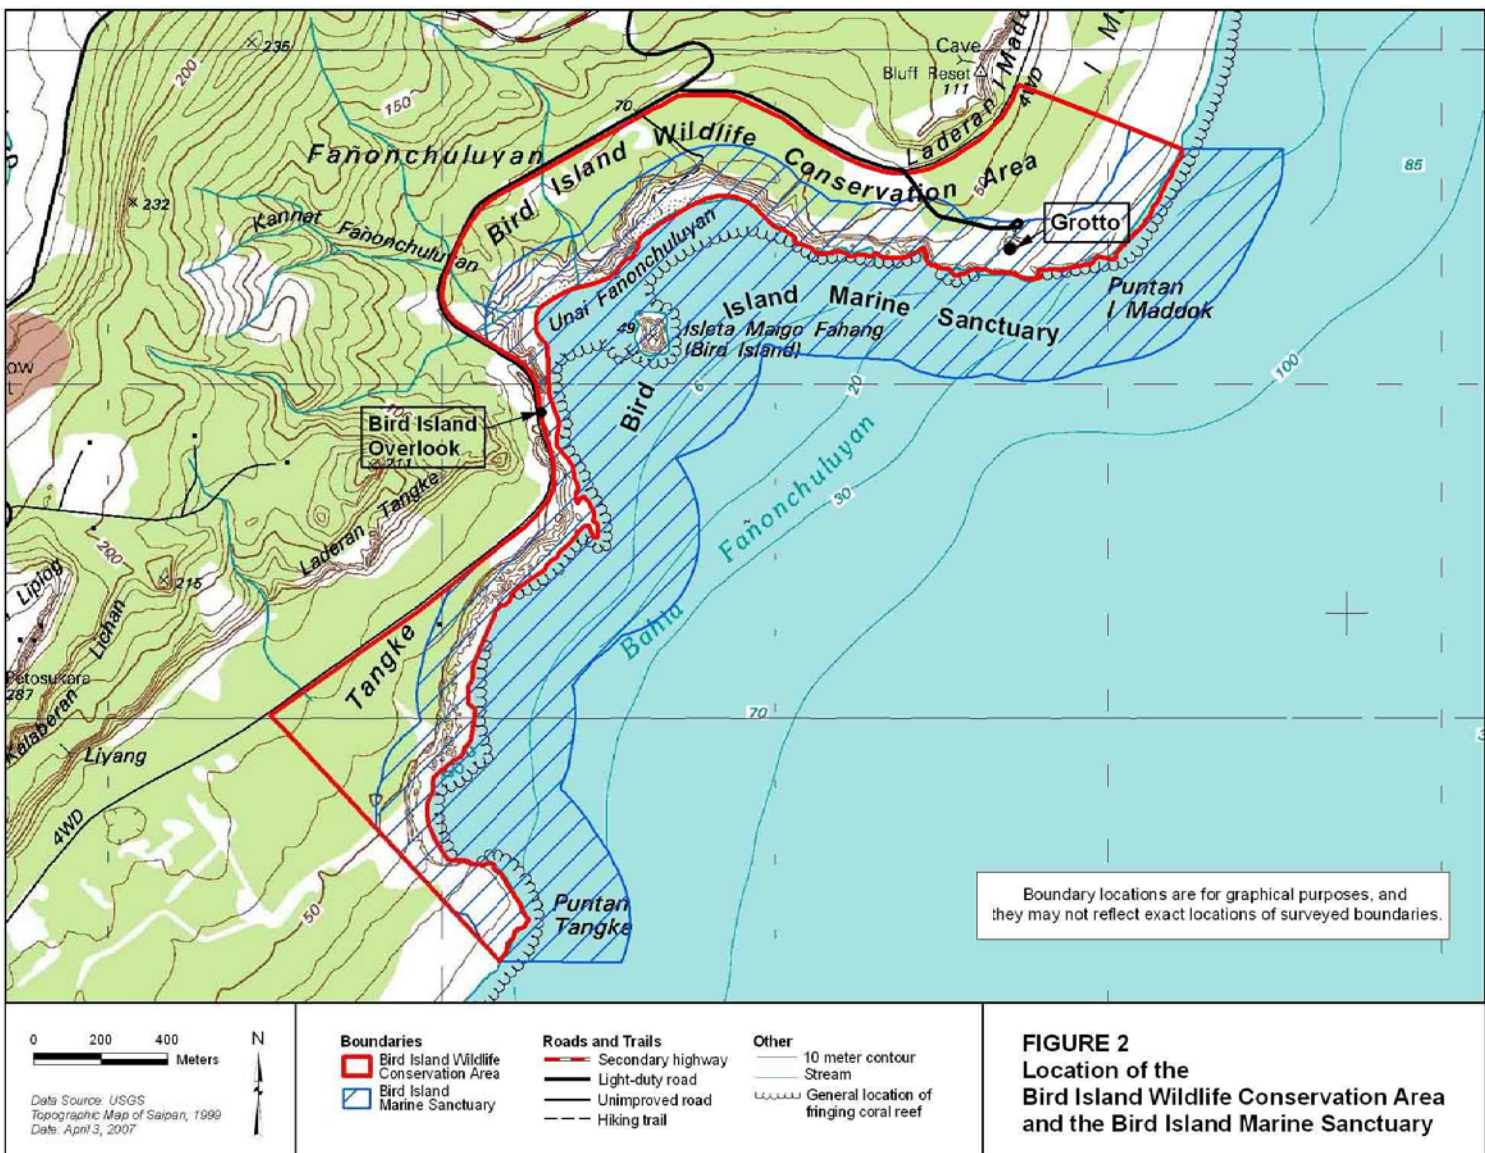 235
200
150
70
Cave
Bluff Reset
111
Laderan I Maddok
4WD
85
Fañonchuluyan
Bird Island Wildlife Conservation Area
232
Kannat Fañonchuluyan
50
Grotto
Unai Fañonchuluyan
49
Isleta Maigo Fahang
(Bird Island)
Bird Island Marine Sanctuary
Puntan
I Maddok
6
20
100
Bird Island
Overlook
211
Bahia Fañonchuluyan
30
Laderan Tangke
200
215
Liplog
Lichan
Petosukara
287
Kalaberan
Liyang
Tangke
70
4WD
50
Puntan
Tangke
Boundary locations are for graphical purposes, and
they may not reflect exact locations of surveyed boundaries.
0 200 400
Meters
N
Data Source: USGS
Topographic Map of Saipan, 1999
Date: April 3, 2007
Boundaries
Bird Island Wildlife
Conservation Area
Bird Island
Marine Sanctuary
Roads and Trails
Secondary highway
Light-duty road
Unimproved road
Hiking trail
Other
10 meter contour
Stream
General location of
fringing coral reef
FIGURE 2
Location of the
Bird Island Wildlife Conservation Area
and the Bird Island Marine Sanctuary